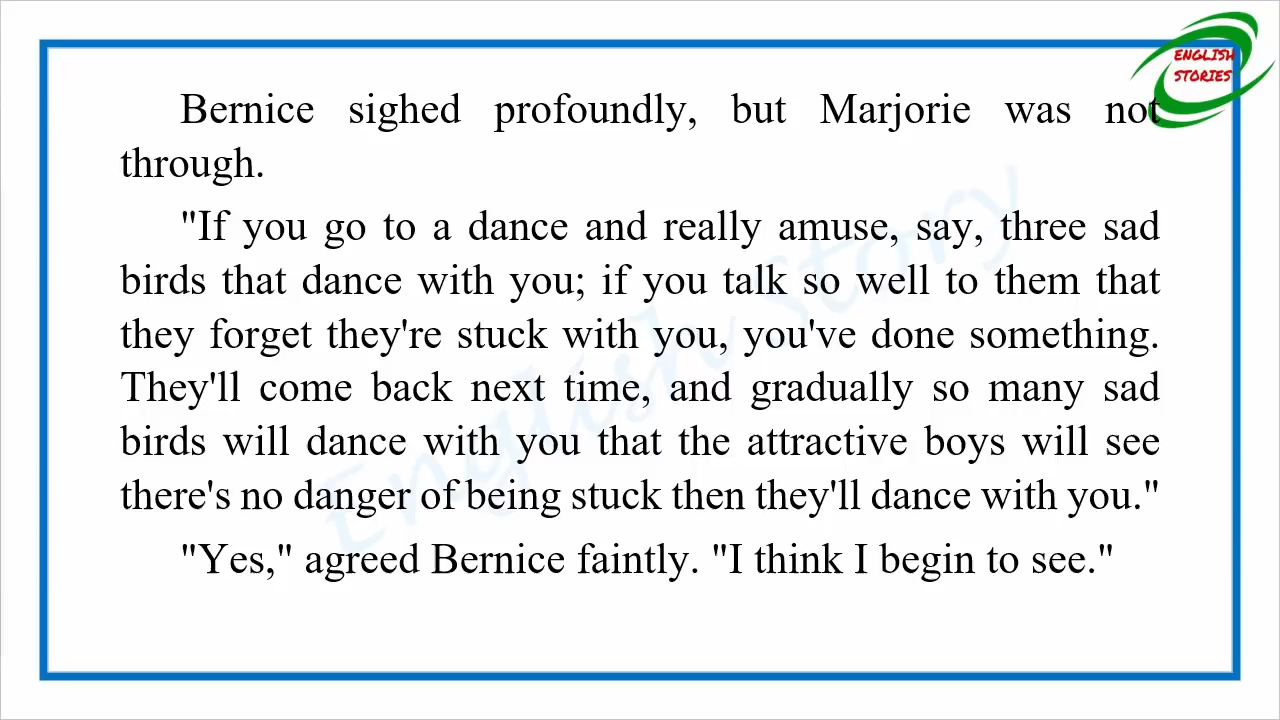 ENGLISH
STORIES
Bernice sighed profoundly, but Marjorie was not
through.
"If you go to a dance and really amuse, say, three sad
birds that dance with you; if you talk so well to them that
they forget they're stuck with you, you've done something.
They'll come back next time, and gradually so many sad
birds will dance with you that the attractive boys will see
there's no danger of being stuck then they'll dance with you."
"Yes," agreed Bernice faintly. "I think I begin to see."
English Story